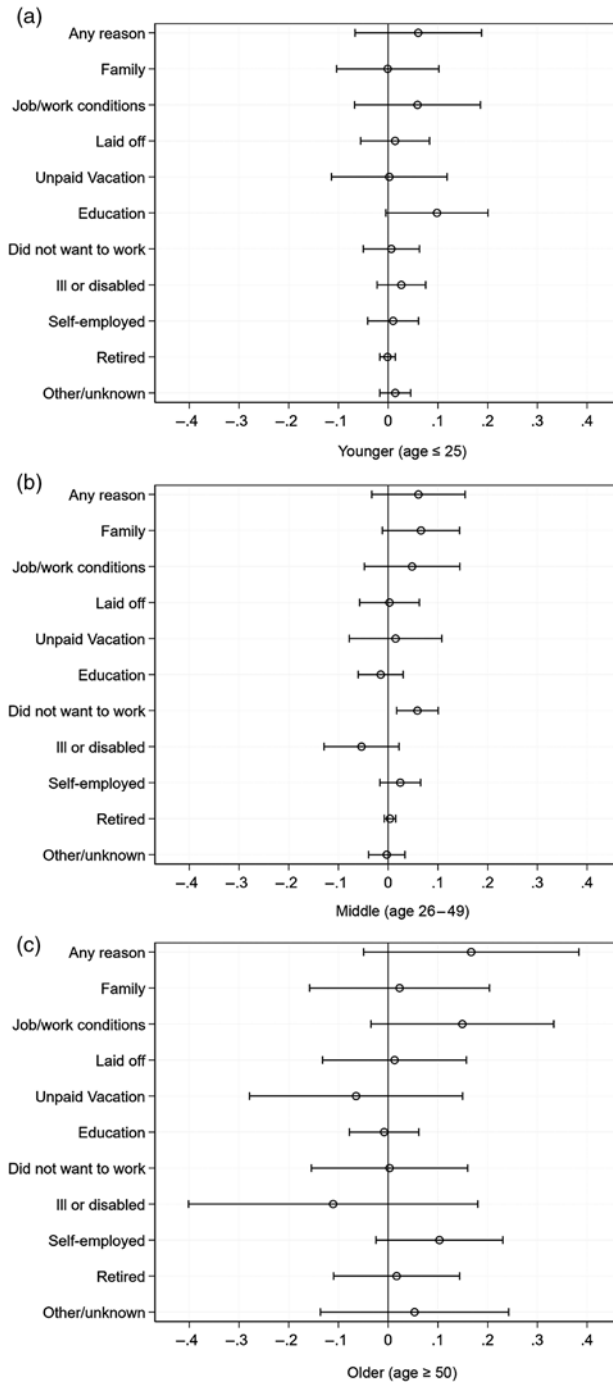 (a)
Any reason
Family
Job/work conditions
Laid off
Unpaid Vacation
Education
Did not want to work
Ill or disabled
Self-employed
Retired
Other/unknown
–.4 –.3 –.2 –.1 0 .1 .2 .3 .4
Younger (age ≤ 25)
(b)
Any reason
Family
Job/work conditions
Laid off
Unpaid Vacation
Education
Did not want to work
Ill or disabled
Self-employed
Retired
Other/unknown
–.4 –.3 –.2 –.1 0 .1 .2 .3 .4
Middle (age 26–49)
(c)
Any reason
Family
Job/work conditions
Laid off
Unpaid Vacation
Education
Did not want to work
Ill or disabled
Self-employed
Retired
Other/unknown
–.4 –.3 –.2 –.1 0 .1 .2 .3 .4
Older (age ≥ 50)